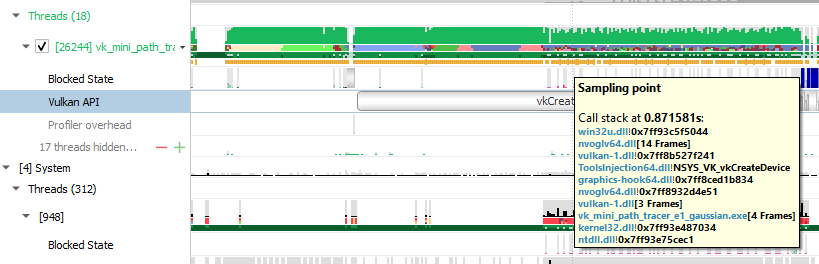 Threads (18)
[26244] vk_mini_path_tra
Blocked State
Vulkan API
vkCreat
Profiler overhead
17 threads hidden...
[4] System
Threads (312)
[948]
Blocked State
Sampling point
Call stack at 0.871581s:
win32u.dll!0x7ff93c5f5044
nvoglv64.dll[14 Frames]
vulkan-1.dll!0x7ff8b527f241
ToolsInjection64.dll!NSYS_VK_vkCreateDevice
graphics-hook64.dll!0x7ff8ced1b834
nvoglv64.dll!0x7ff8932d4e51
vulkan-1.dll[3 Frames]
vk_mini_path_tracer_e1_gaussian.exe[4 Frames]
kernel32.dll!0x7ff93e487034
ntdll.dll!0x7ff93e75cec1